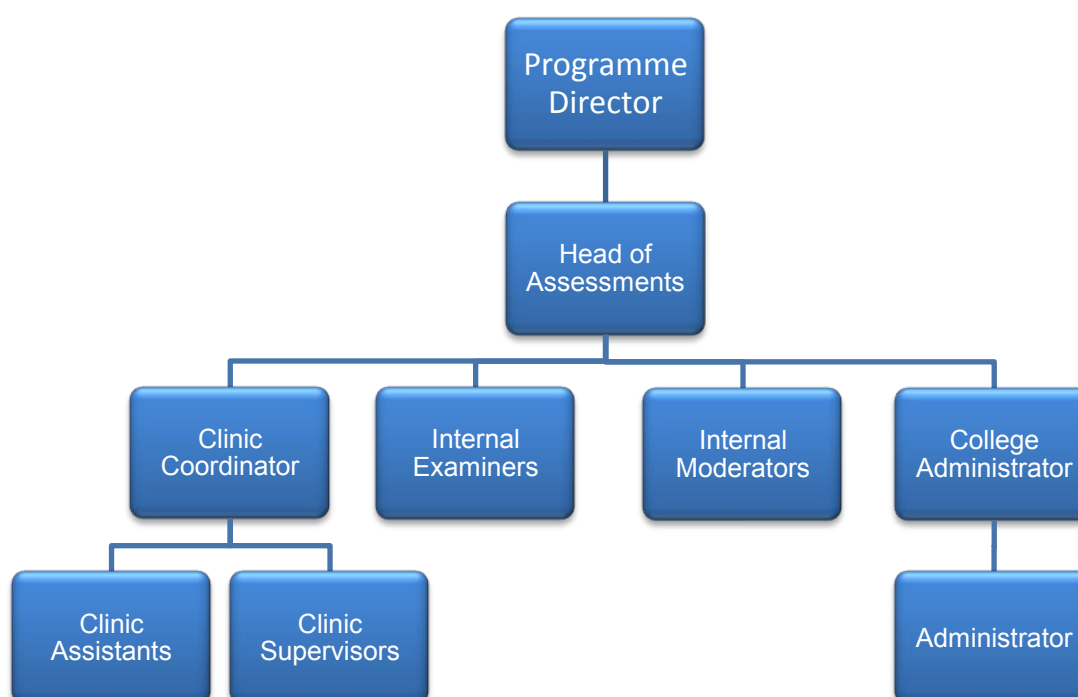 Programme
Director
Head of
Assessments
Clinic
Coordinator
Internal
Examiners
Internal
Moderators
College
Administrator
Clinic
Assistants
Clinic
Supervisors
Administrator